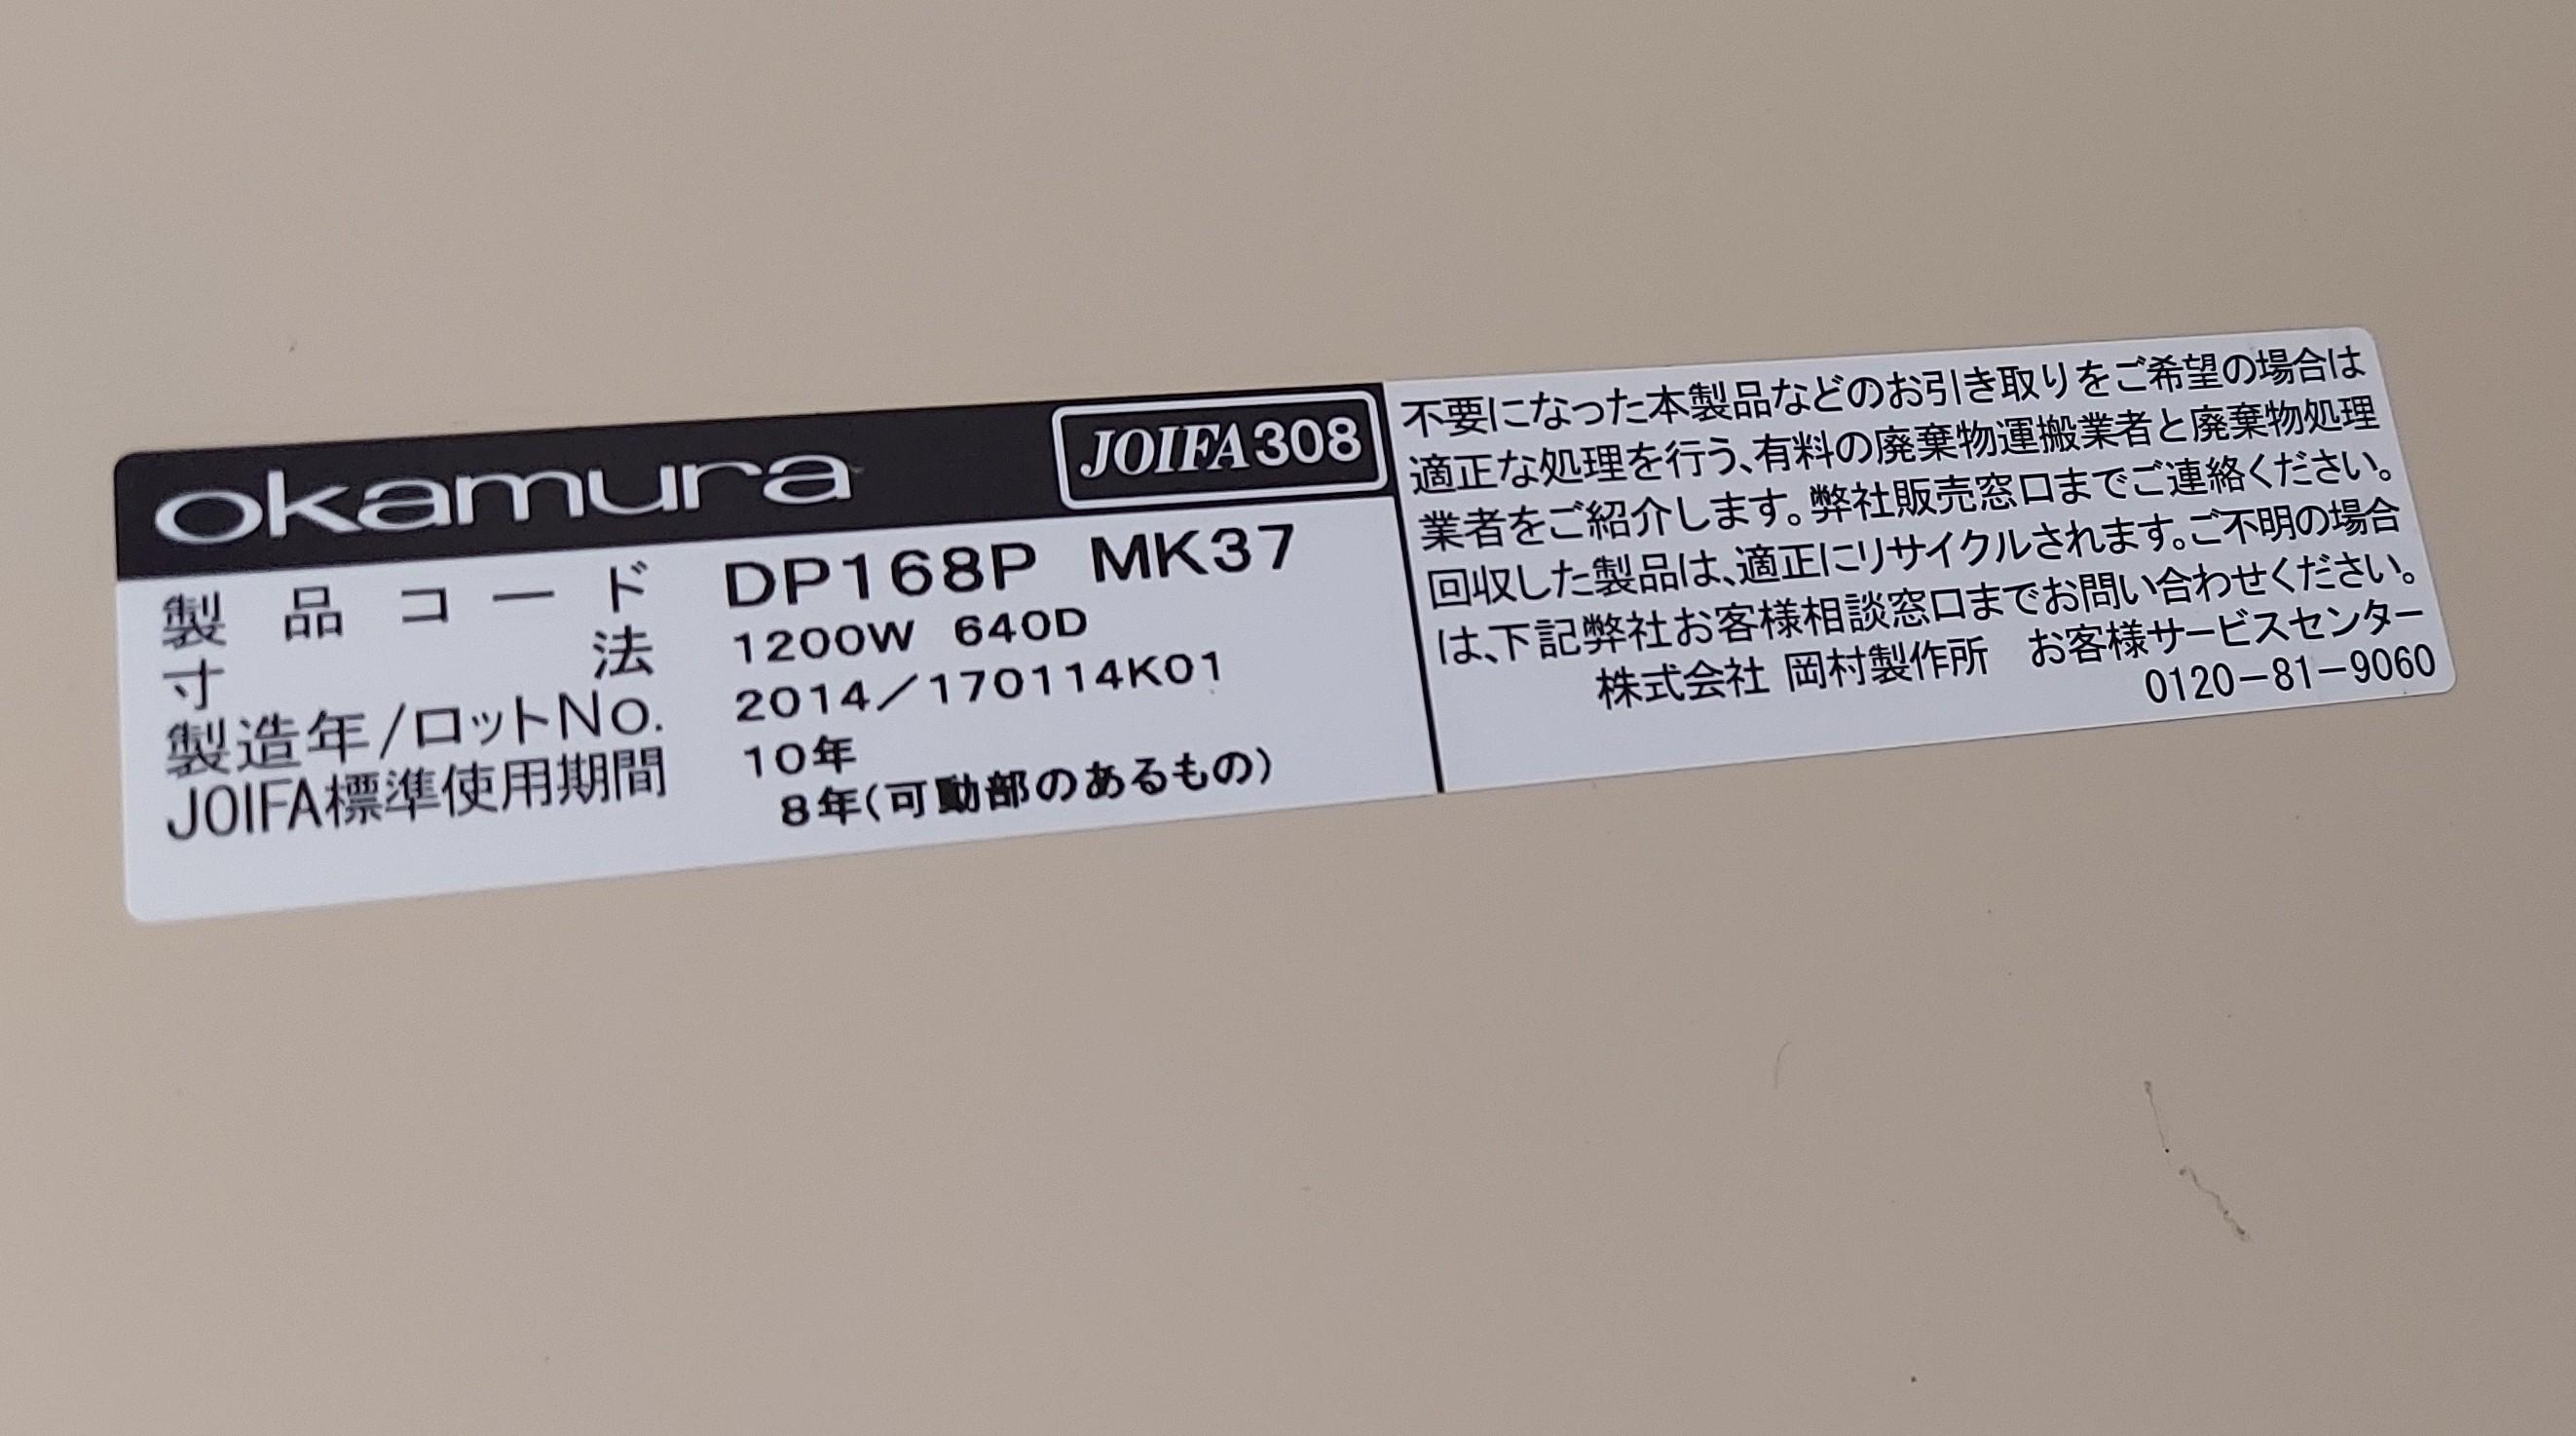 okamura
JOIFA308
製品コード DP168P MK37
寸法 1200W 640D
製造年/ロットNo. 2014/170114K01
JOIFA標準使用期間 10年
8年(可動部のあるもの)
不要になった本製品などのお引き取りをご希望の場合は
適正な処理を行う、有料の廃棄物運搬業者と廃棄物処理
業者をご紹介します。弊社販売窓口までご連絡ください。
回収した製品は、適正にリサイクルされます。ご不明の場合
は、下記弊社お客様相談窓口までお問い合わせください。
株式会社 岡村製作所 お客様サービスセンター
0120-81-9060